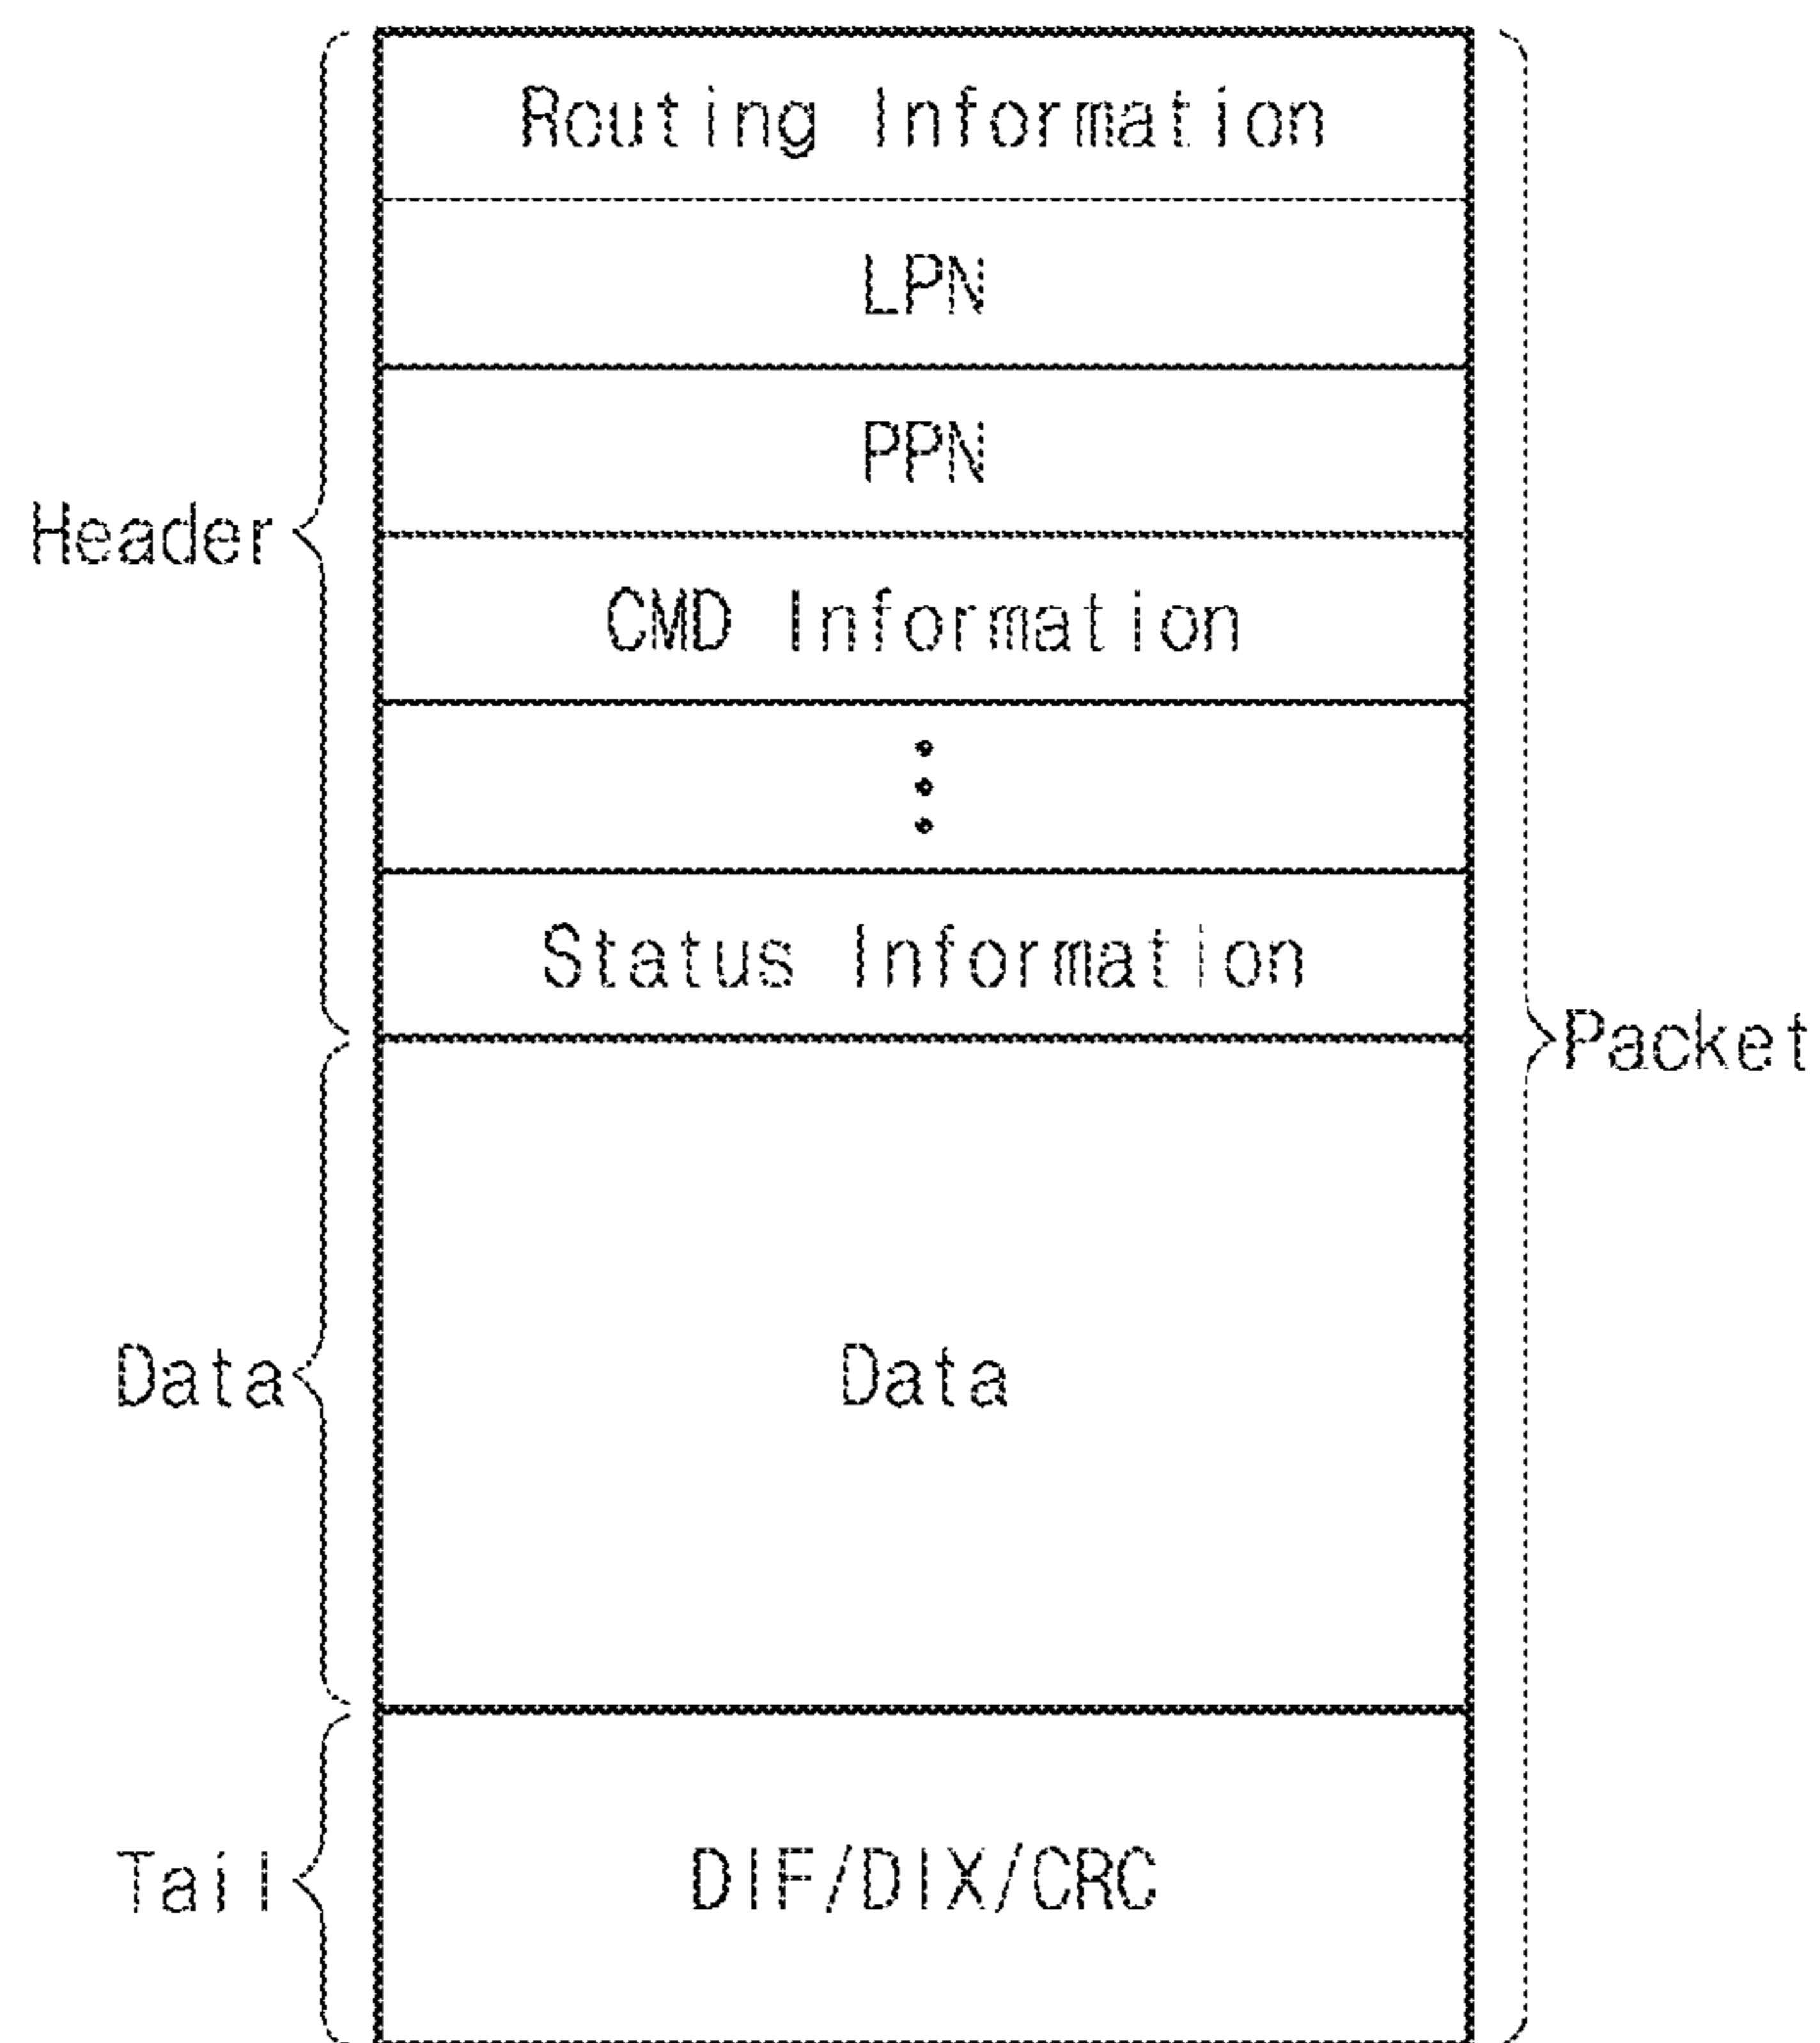 Routing Information
LPN
PPN
Header
CMD Information
Status Information
Packet
Data
Data
Tail
DIF/DIX/CRC